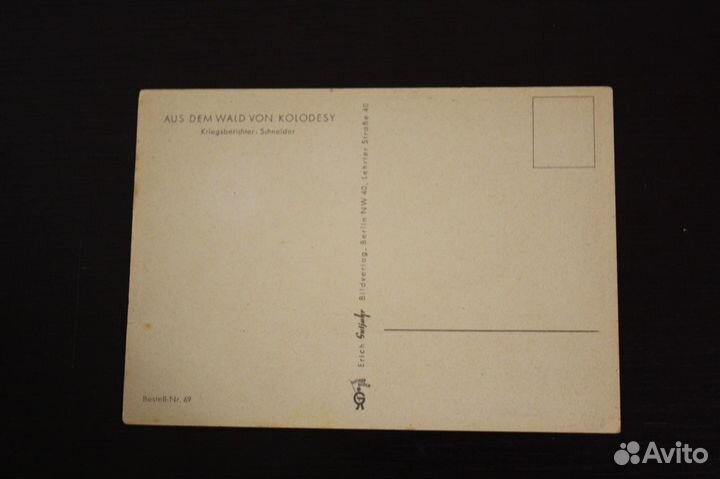 AUS DEM WALD VON KOLODESY
Kriegsberichter Schneider
Erich Gutjahr Bildverlag, Berlin NW 40, Lehrter Straße 40
Bestell-Nr. 69
Avito